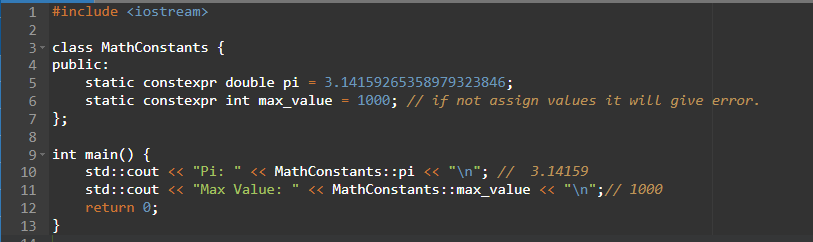 1 #include <iostream>
2
3 class MathConstants {
4 public:
5     static constexpr double pi = 3.14159265358979323846;
6     static constexpr int max_value = 1000; // if not assign values it will give error.
7 };
8
9 int main() {
10     std::cout << "Pi: " << MathConstants::pi << "\n"; //  3.14159
11     std::cout << "Max Value: " << MathConstants::max_value << "\n";// 1000
12     return 0;
13 }
14